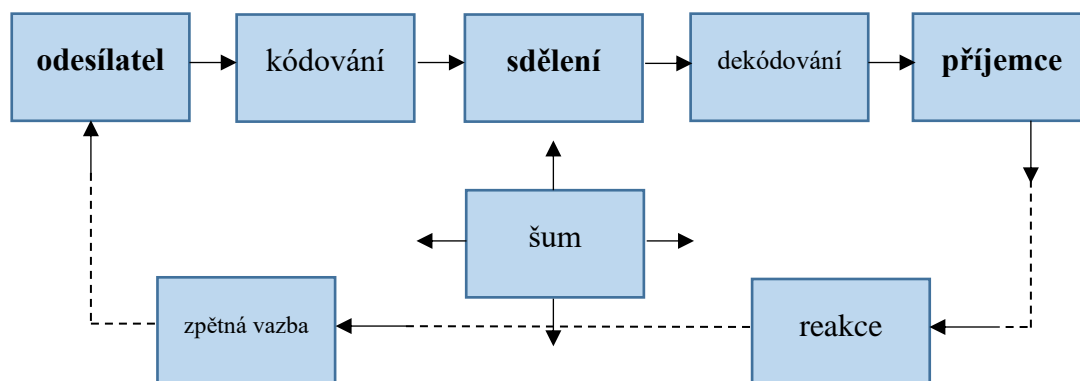 odesílatel
kódování
sdělení
dekódování
příjemce
šum
zpětná vazba
reakce